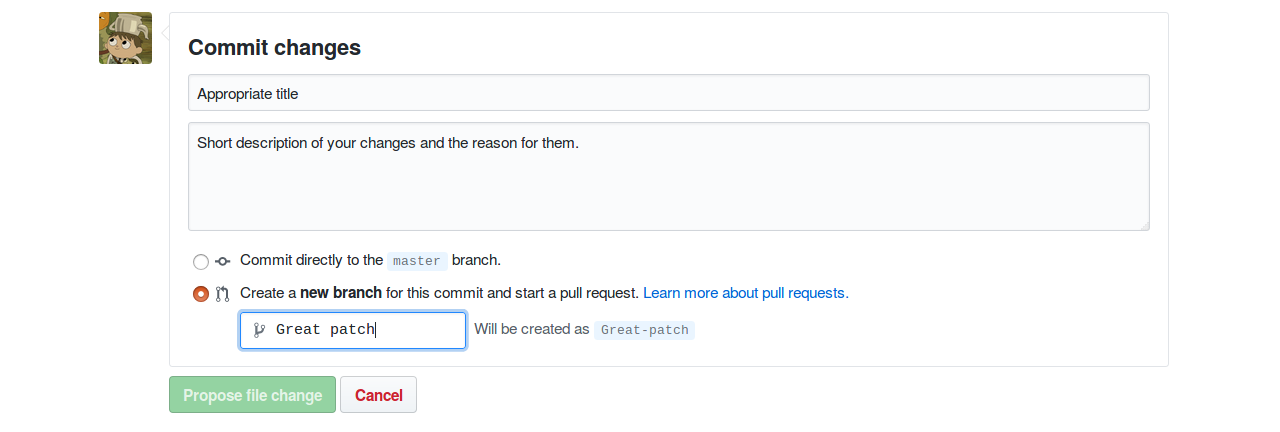 Commit changes
Appropriate title
Short description of your changes and the reason for them.
Commit directly to the master branch.
Create a new branch for this commit and start a pull request. Learn more about pull requests.
Great patch Will be created as Great-patch
Propose file change Cancel